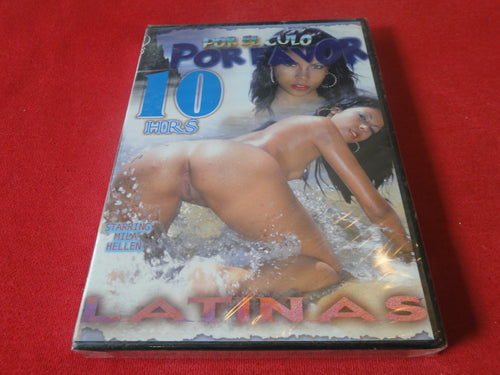 POR EL CULO
POR FAVOR
10
HRS
STARRING
MILA
HELLEN
LATINAS